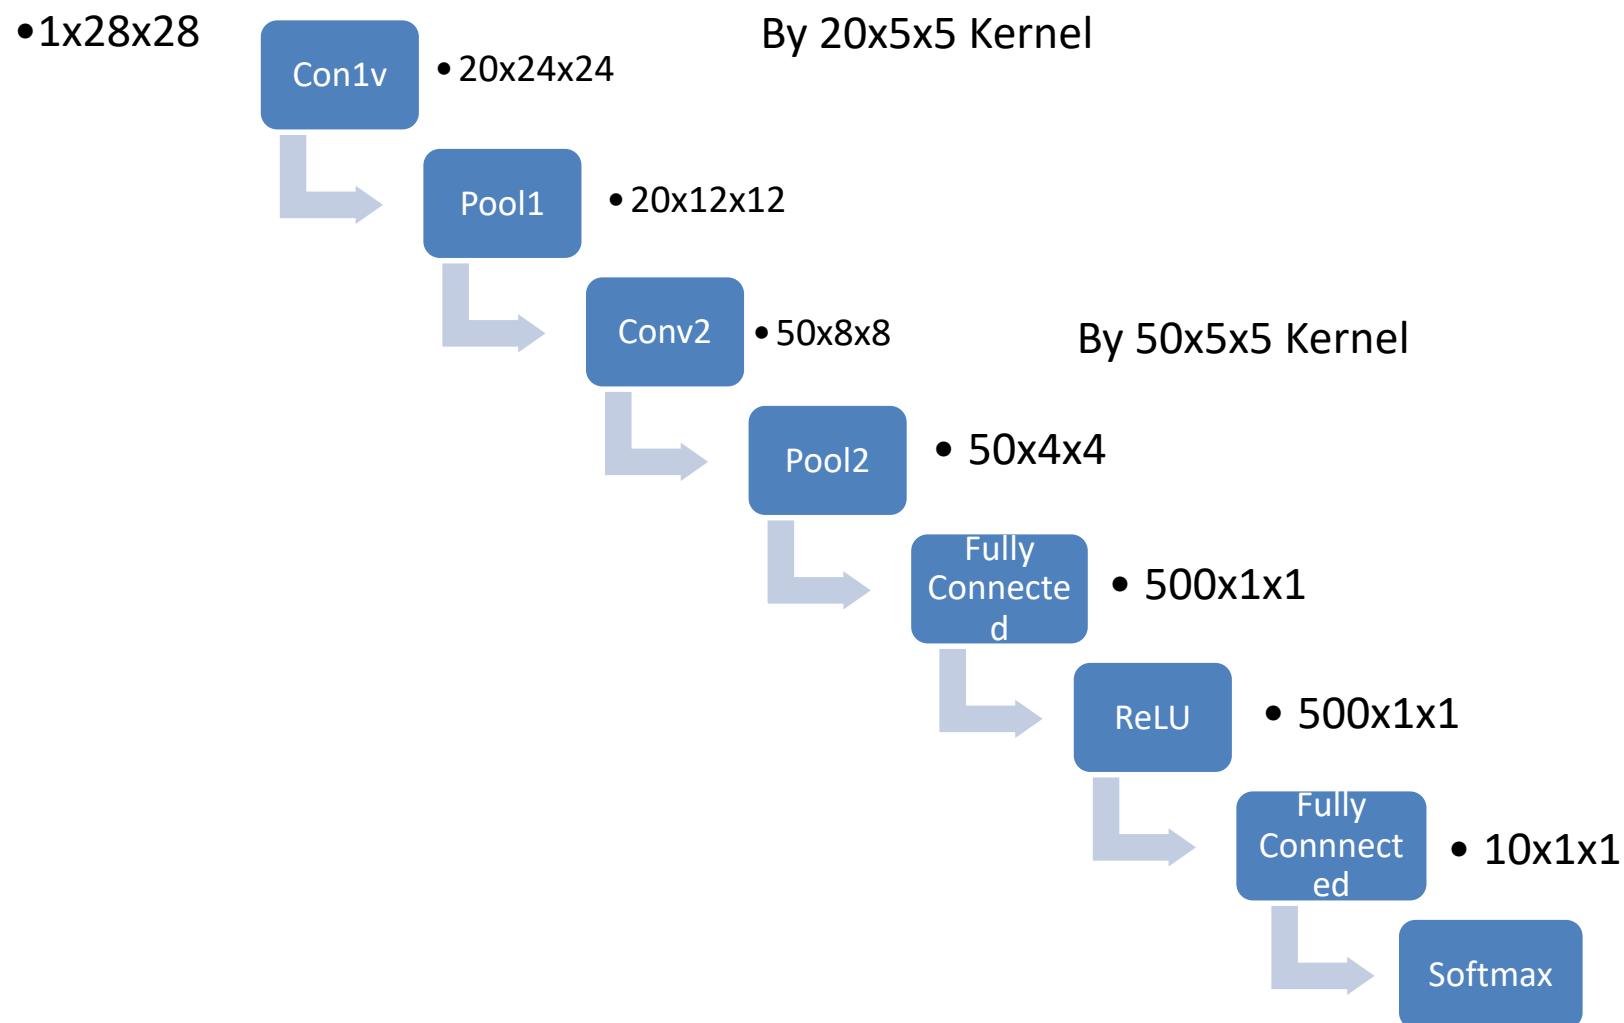 •1x28x28
By 20x5x5 Kernel
Con1v
• 20x24x24
Pool1
• 20x12x12
Conv2
• 50x8x8
By 50x5x5 Kernel
Pool2
• 50x4x4
Fully
Connecte
d
• 500x1x1
ReLU
• 500x1x1
Fully
Connnect
ed
• 10x1x1
Softmax